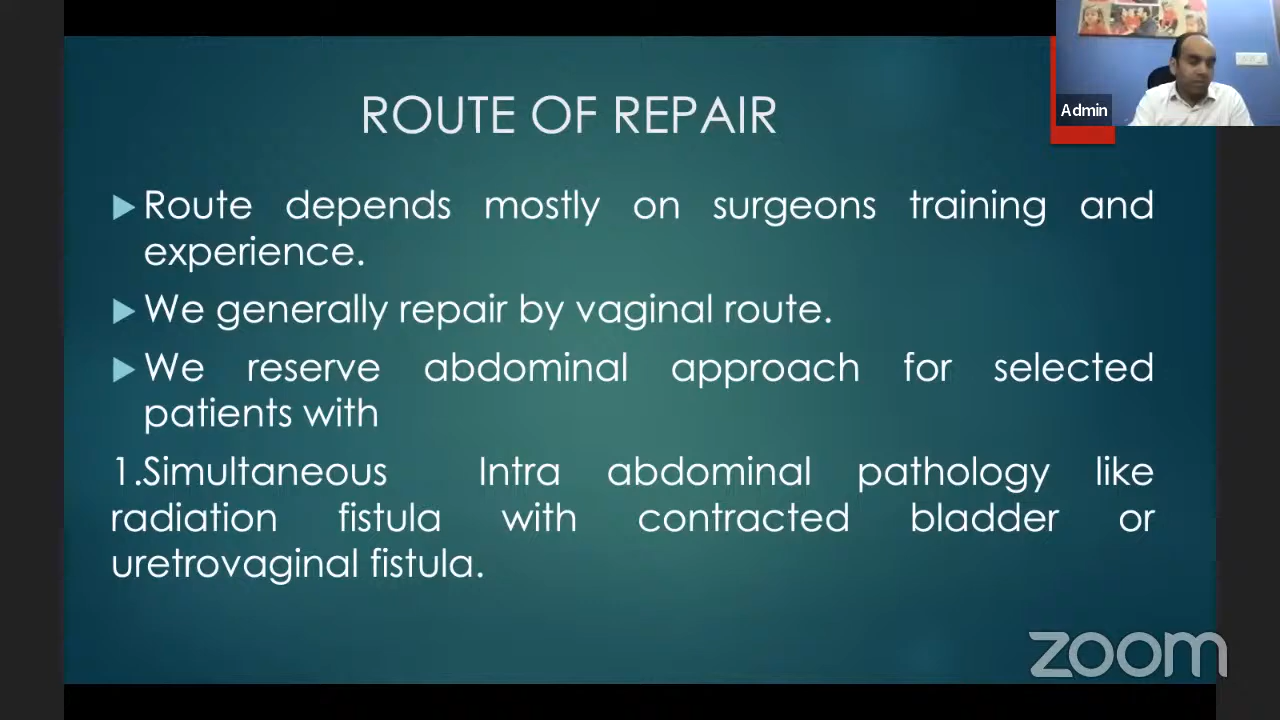 ROUTE OF REPAIR
Admin
Route depends mostly on surgeons training and
experience.
We generally repair by vaginal route.
We reserve abdominal approach for selected
patients with
1.Simultaneous Intra abdominal pathology like
radiation fistula with contracted bladder or
uretrovaginal fistula.
zoom